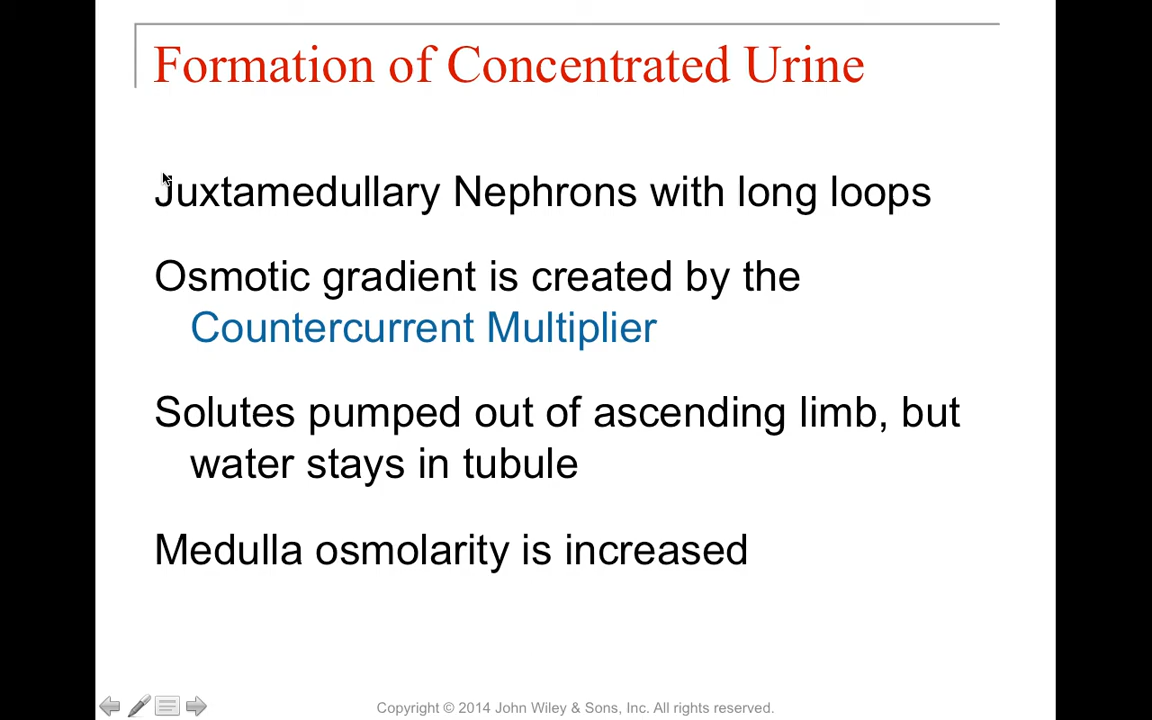 Formation of Concentrated Urine
Juxtamedullary Nephrons with long loops
Osmotic gradient is created by the
Countercurrent Multiplier
Solutes pumped out of ascending limb, but
water stays in tubule
Medulla osmolarity is increased
Copyright © 2014 John Wiley & Sons, Inc. All rights reserved.